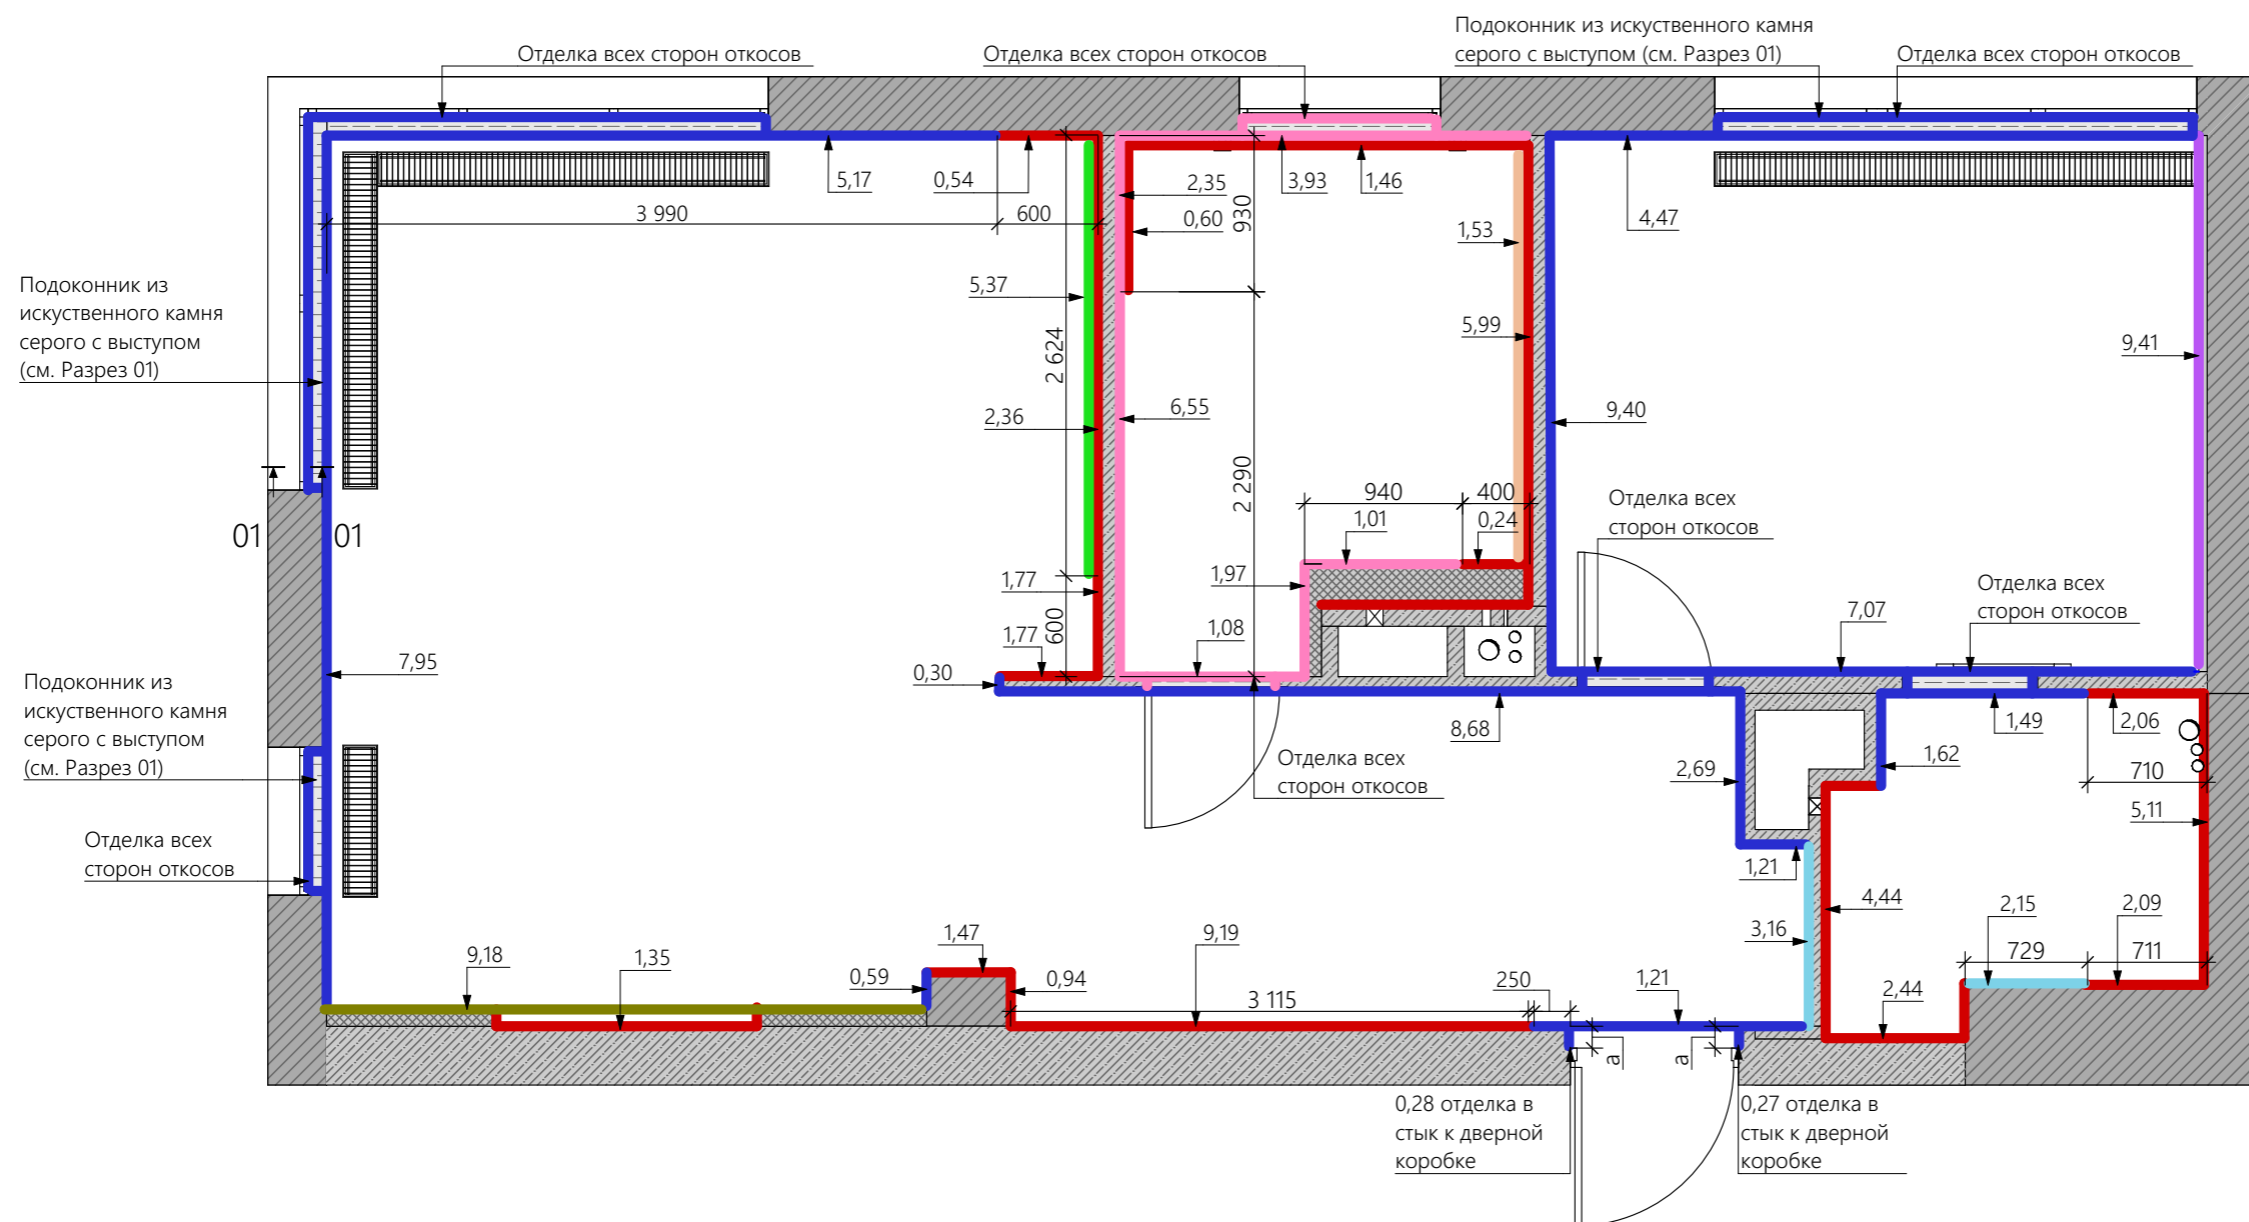 Подоконник из искуственного камня
серого с выступом (см. Разрез 01)
Отделка всех сторон откосов
Отделка всех сторон откосов
Отделка всех сторон откосов
5,17
0,54
2,35
3,93
1,46
4,47
3 990
600
930
0,60
1,53
Подоконник из
искуственного камня
серого с выступом
(см. Разрез 01)
5,37
2 624
5,99
9,41
2,36
6,55
9,40
2 290
940
400
1,01
0,24
Отделка всех
сторон откосов
01
01
1,77
1,97
Отделка всех
сторон откосов
7,07
600
1,77
1,08
0,30
7,95
Подоконник из
искуственного камня
серого с выступом
(см. Разрез 01)
8,68
1,49
2,06
Отделка всех
сторон откосов
2,69
1,62
710
5,11
Отделка всех
сторон откосов
1,21
4,44
2,15
2,09
3,16
9,18
1,35
1,47
9,19
0,59
0,94
729
711
3 115
250
1,21
2,44
a
a
0,28 отделка в
стык к дверной
коробке
0,27 отделка в
стык к дверной
коробке